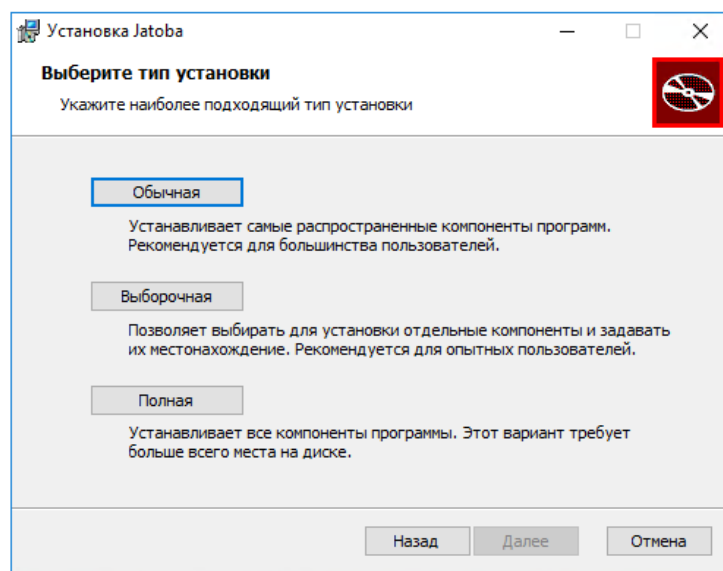 Установка Jatoba
Выберите тип установки
Укажите наиболее подходящий тип установки
Обычная
Устанавливает самые распространенные компоненты программ.
Рекомендуется для большинства пользователей.
Выборочная
Позволяет выбирать для установки отдельные компоненты и задавать
их местонахождение. Рекомендуется для опытных пользователей.
Полная
Устанавливает все компоненты программы. Этот вариант требует
больше всего места на диске.
Назад
Далее
Отмена